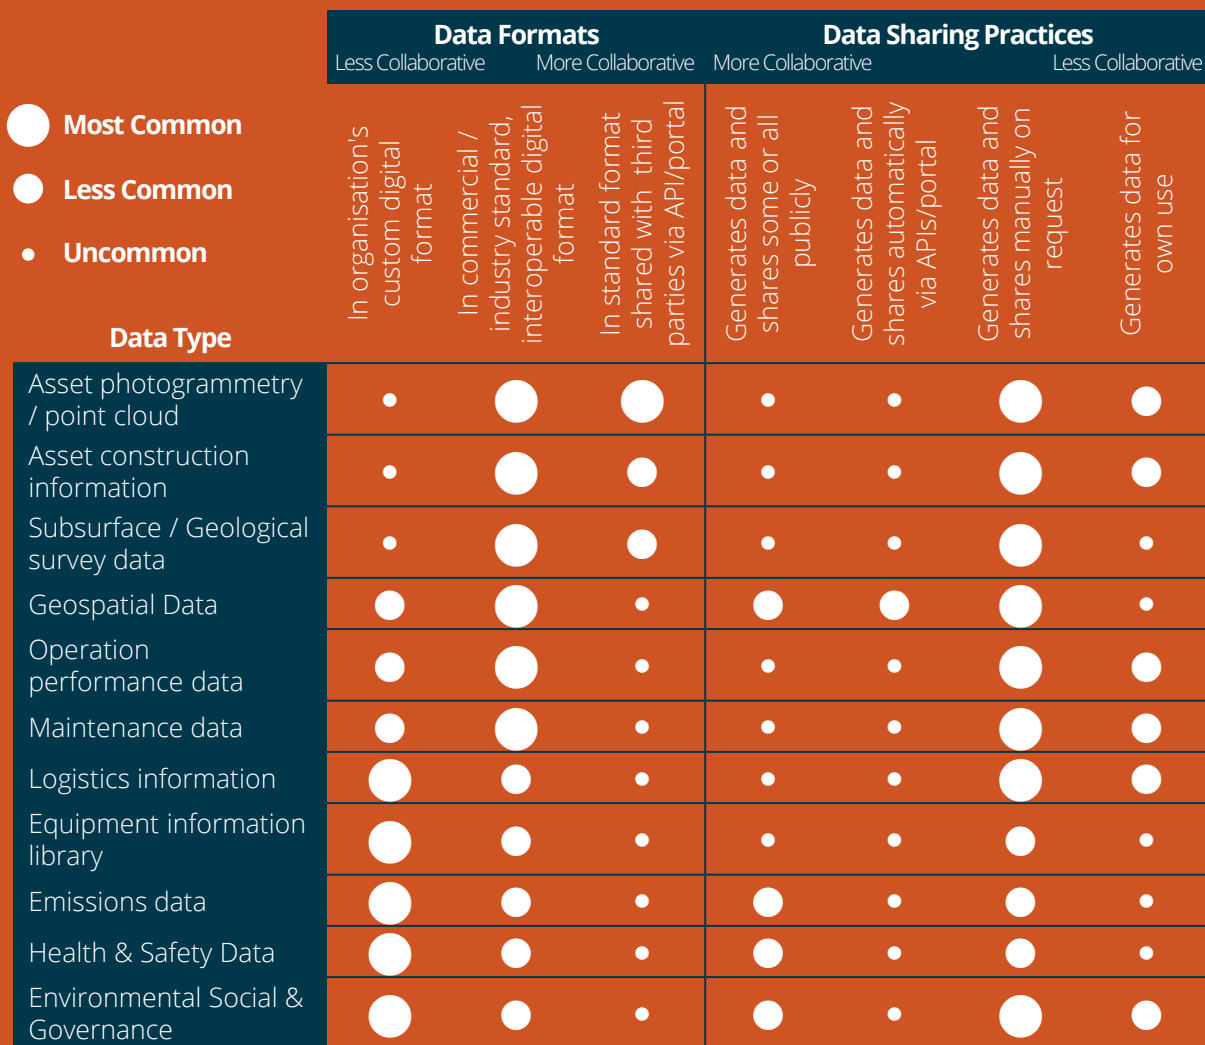 Data Formats
Less Collaborative
More Collaborative
Data Sharing Practices
More Collaborative
Less Collaborative
Most Common
Less Common
Uncommon
Data Type
In organisation's
custom digital
format
In commercial /
industry standard,
interoperable digital
format
In standard format
shared with third
parties via API/portal
Generates data and
shares some or all
publicly
Generates data and
shares automatically
via APIs/portal
Generates data and
shares manually on
request
Generates data for
own use
Asset photogrammetry
/ point cloud
Asset construction
information
Subsurface / Geological
survey data
Geospatial Data
Operation
performance data
Maintenance data
Logistics information
Equipment information
library
Emissions data
Health & Safety Data
Environmental Social &
Governance